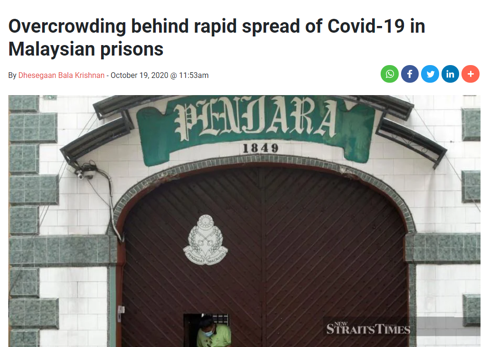 Overcrowding behind rapid spread of Covid-19 in
Malaysian prisons
By Dhesegaan Bala Krishnan - October 19, 2020 @ 11:53am
PENJARA
1849
NEW
STRAITS TIMES